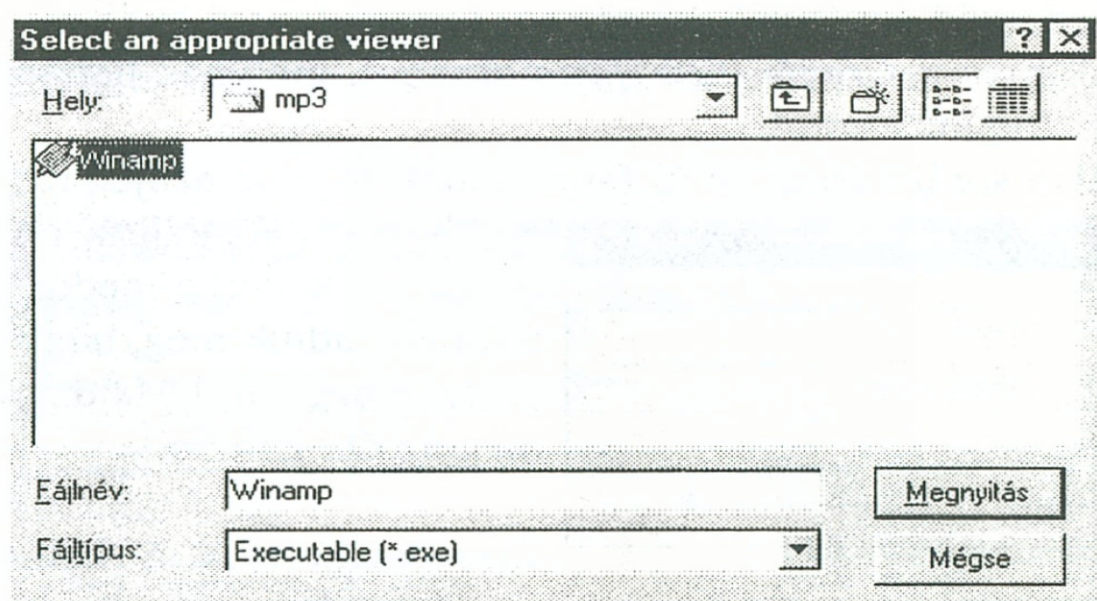 Select an appropriate viewer
Hely: mp3
Winamp
Fájlnév: Winamp Megnyitás
Fájltípus: Executable (*.exe) Mégse